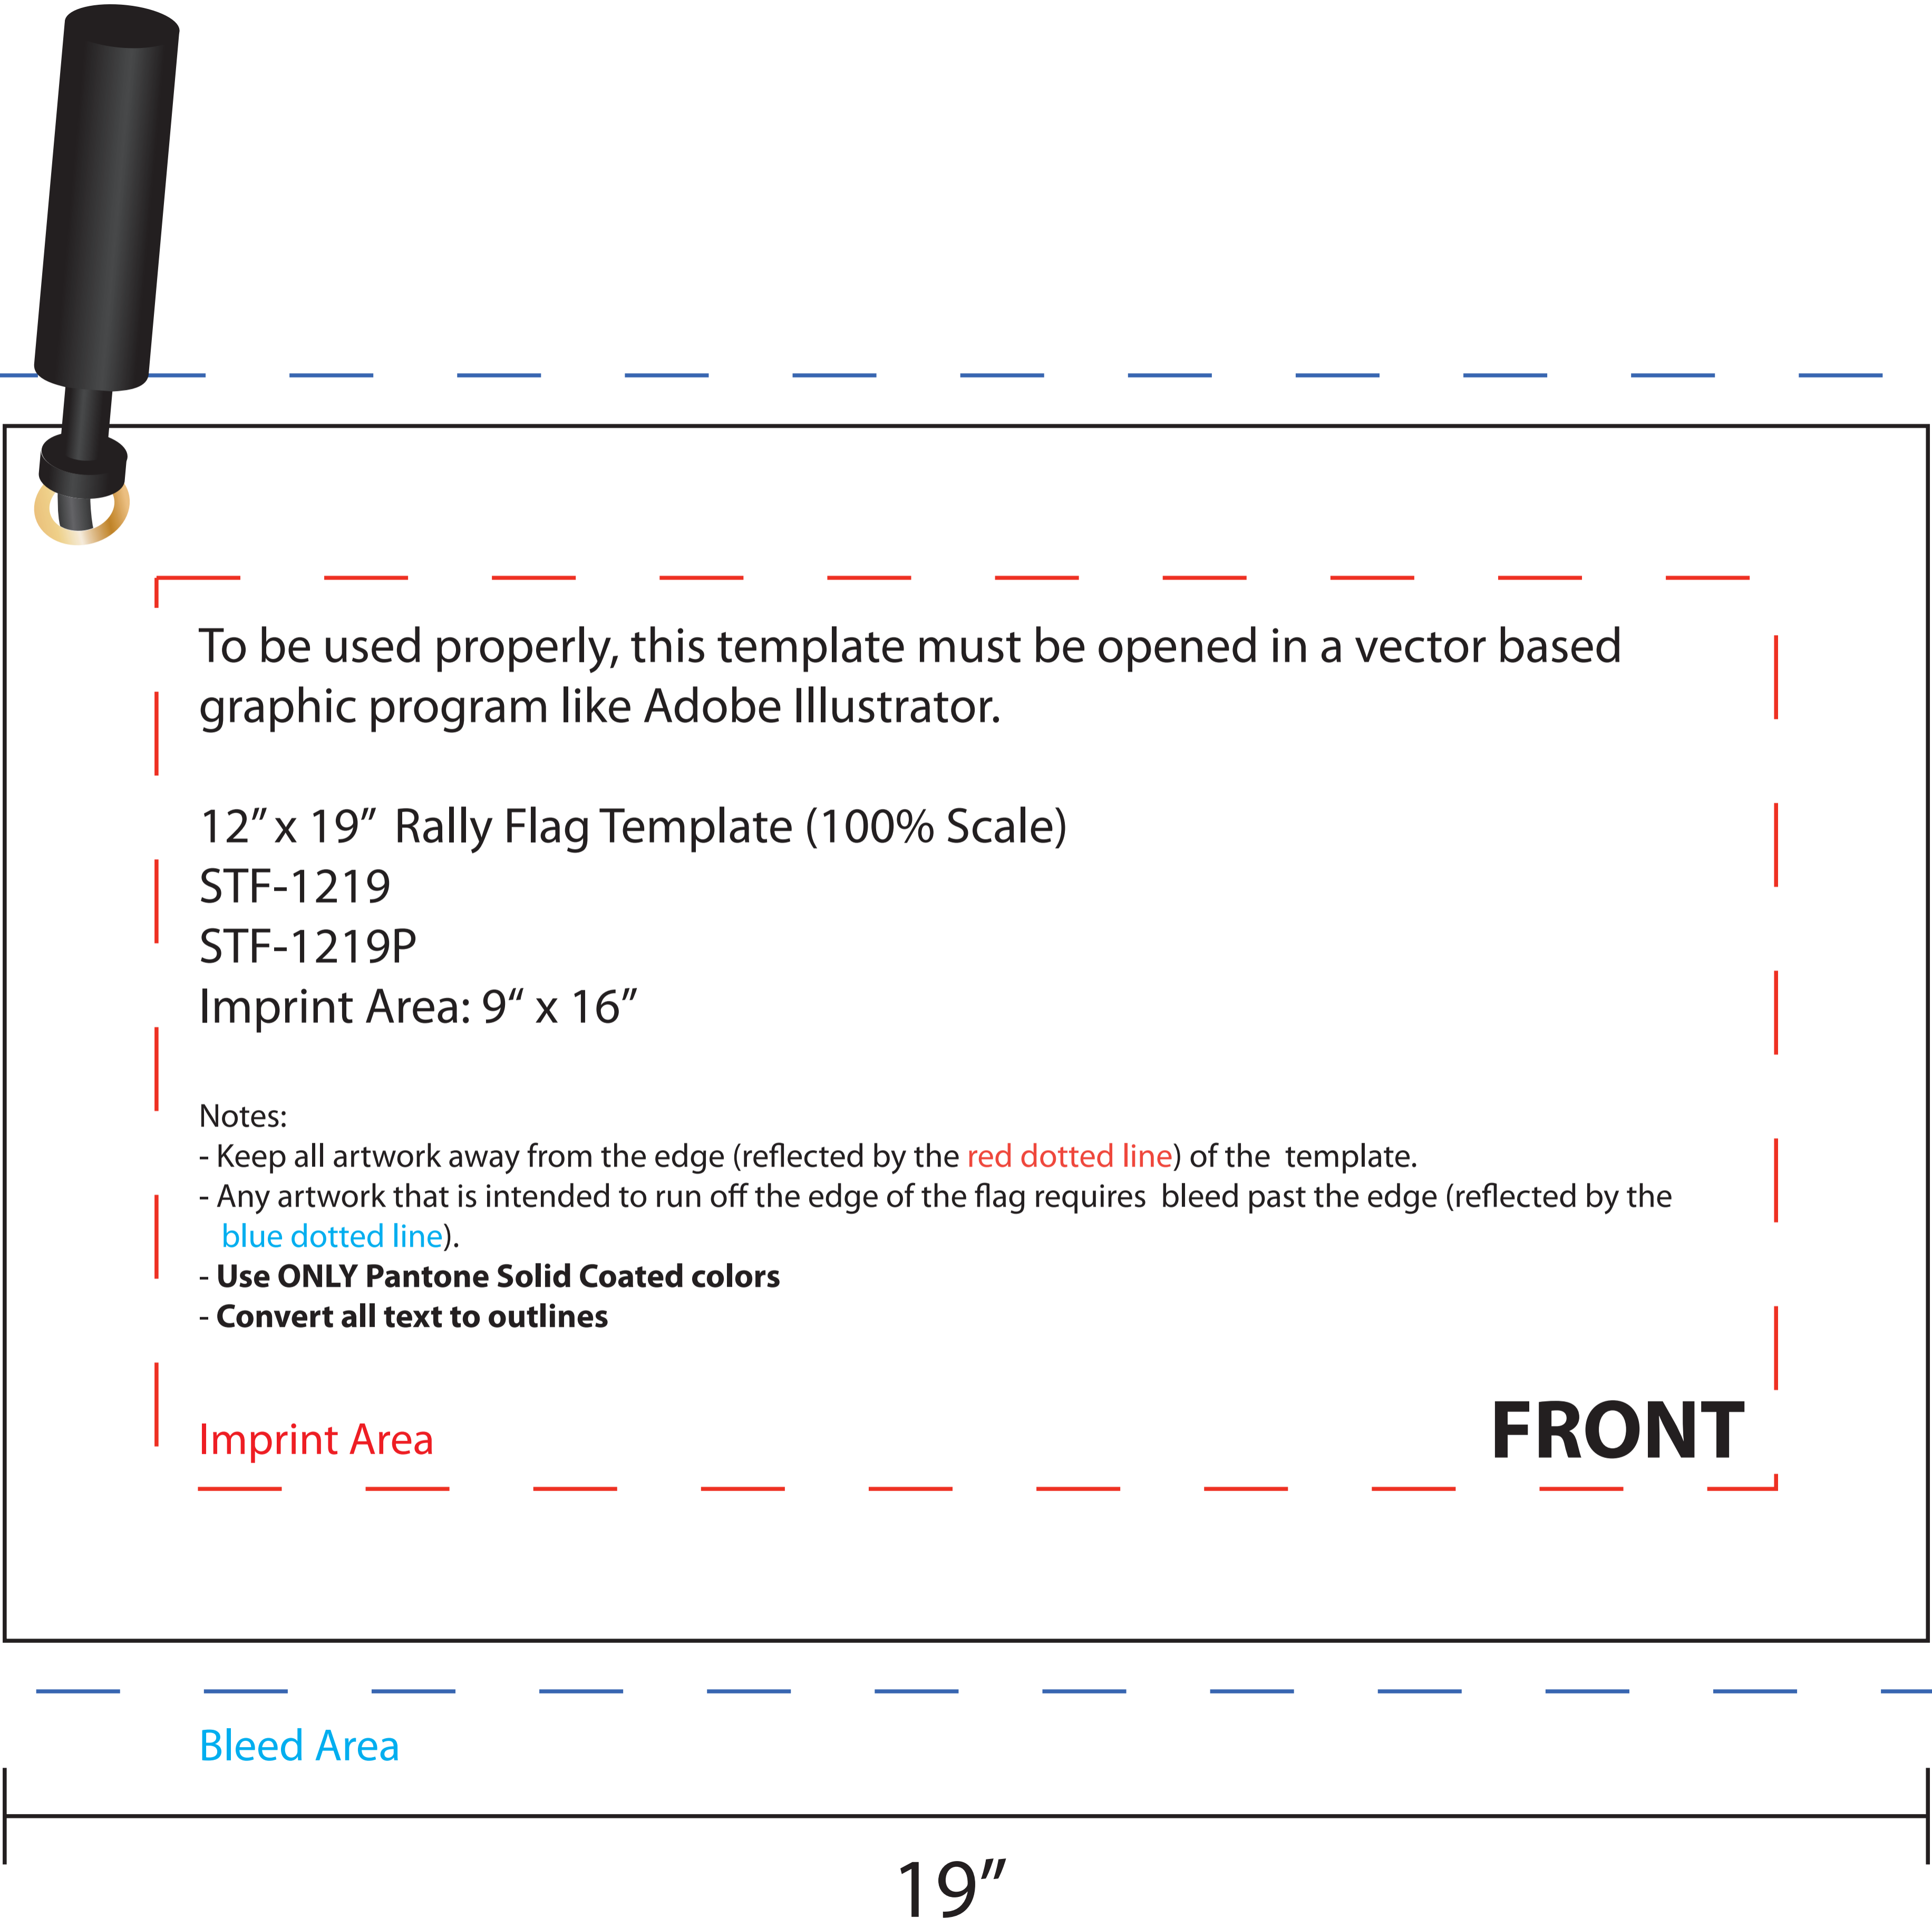 To be used properly, this template must be opened in a vector based
graphic program like Adobe Illustrator.
12” x 19” Rally Flag Template (100% Scale)
STF-1219
STF-1219P
Imprint Area: 9“ x 16”
Notes:
- Keep all artwork away from the edge (reflected by the red dotted line) of the template.
- Any artwork that is intended to run off the edge of the flag requires bleed past the edge (reflected by the
blue dotted line).
- Use ONLY Pantone Solid Coated colors
- Convert all text to outlines
Imprint Area
FRONT
Bleed Area
19”